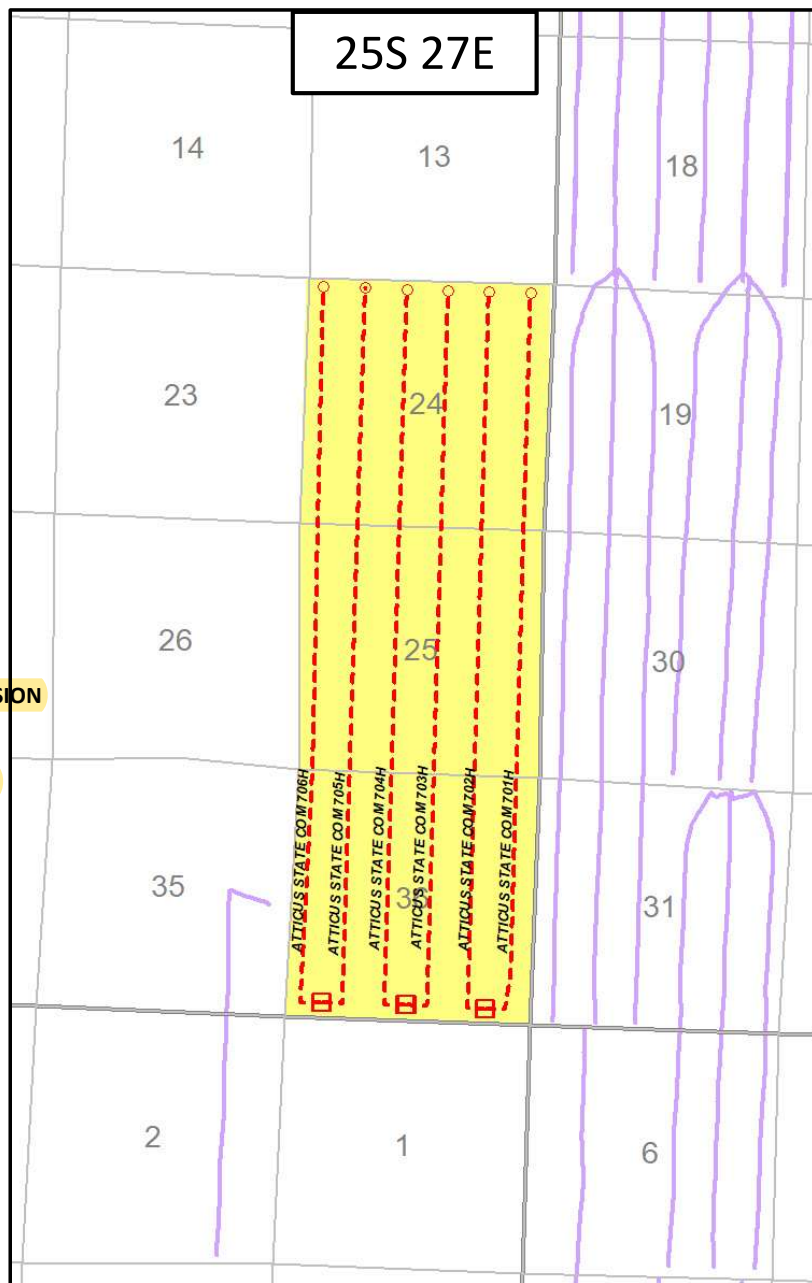 25S 27E
14
13
18
23
24
19
26
25
30
SION
ATTICUS STATE COM 706H
ATTICUS STATE COM 705H
ATTICUS STATE COM 704H
ATTICUS STATE COM 703H
ATTICUS STATE COM 702H
ATTICUS STATE COM 701H
35
36
31
2
1
6